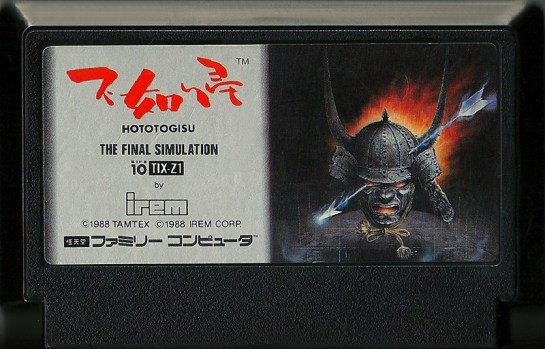 不如帰
TM
HOTOTOGISU
THE FINAL SIMULATION
10 TIX-Z1
by
irem
©1988 TAMTEX ©1988 IREM CORP.
任天堂 ファミリー コンピュータ™